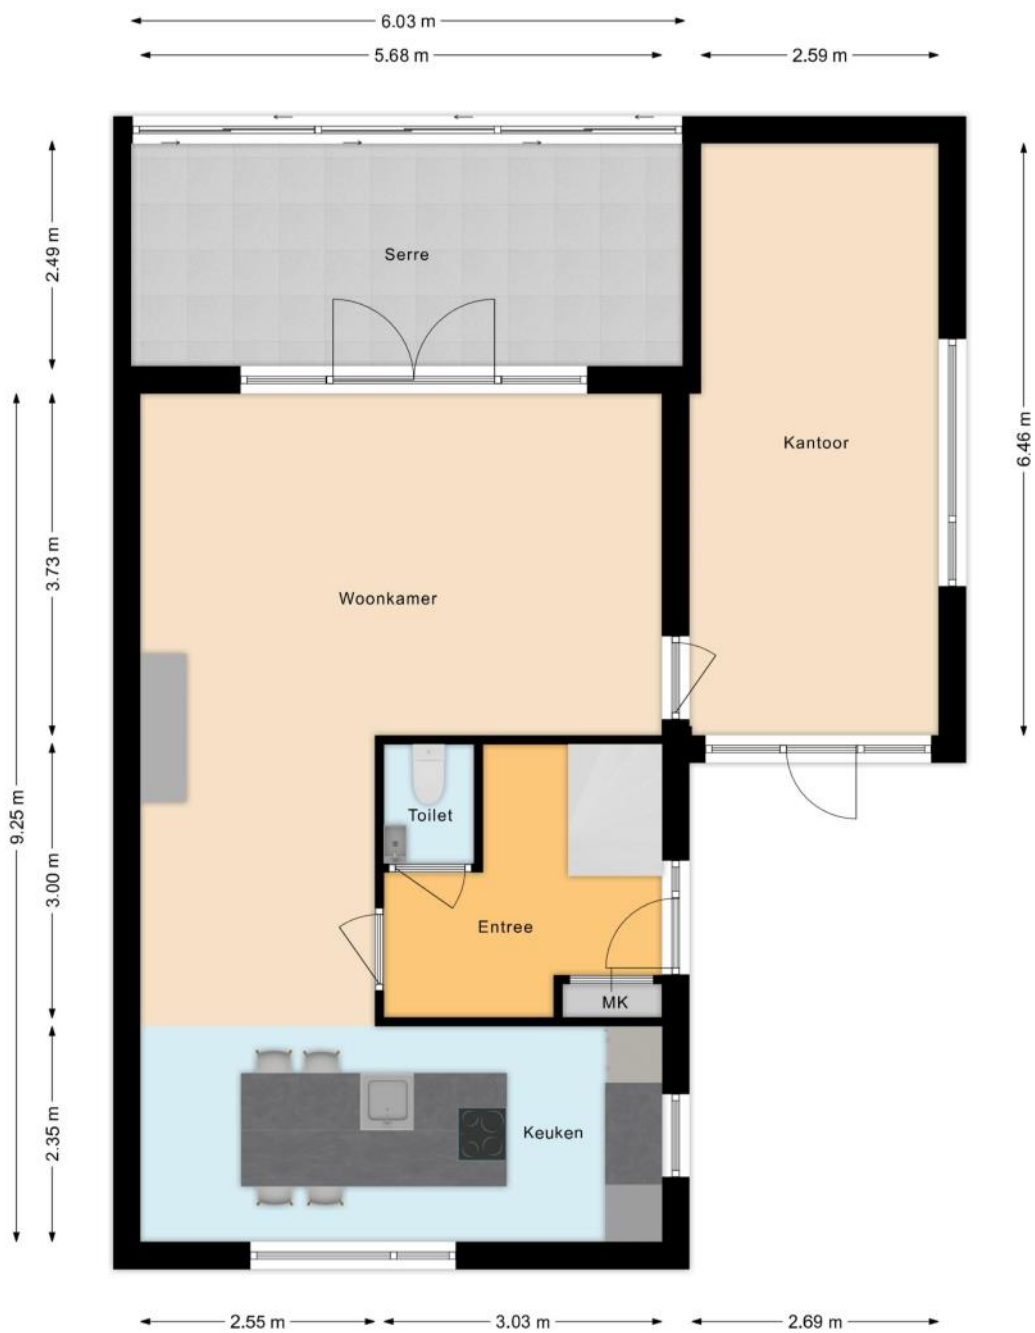 6.03 m
5.68 m
2.59 m
2.49 m
Serre
3.73 m
9.25 m
6.46 m
Kantoor
Woonkamer
3.00 m
Toilet
Entree
MK
2.35 m
Keuken
2.55 m
3.03 m
2.69 m